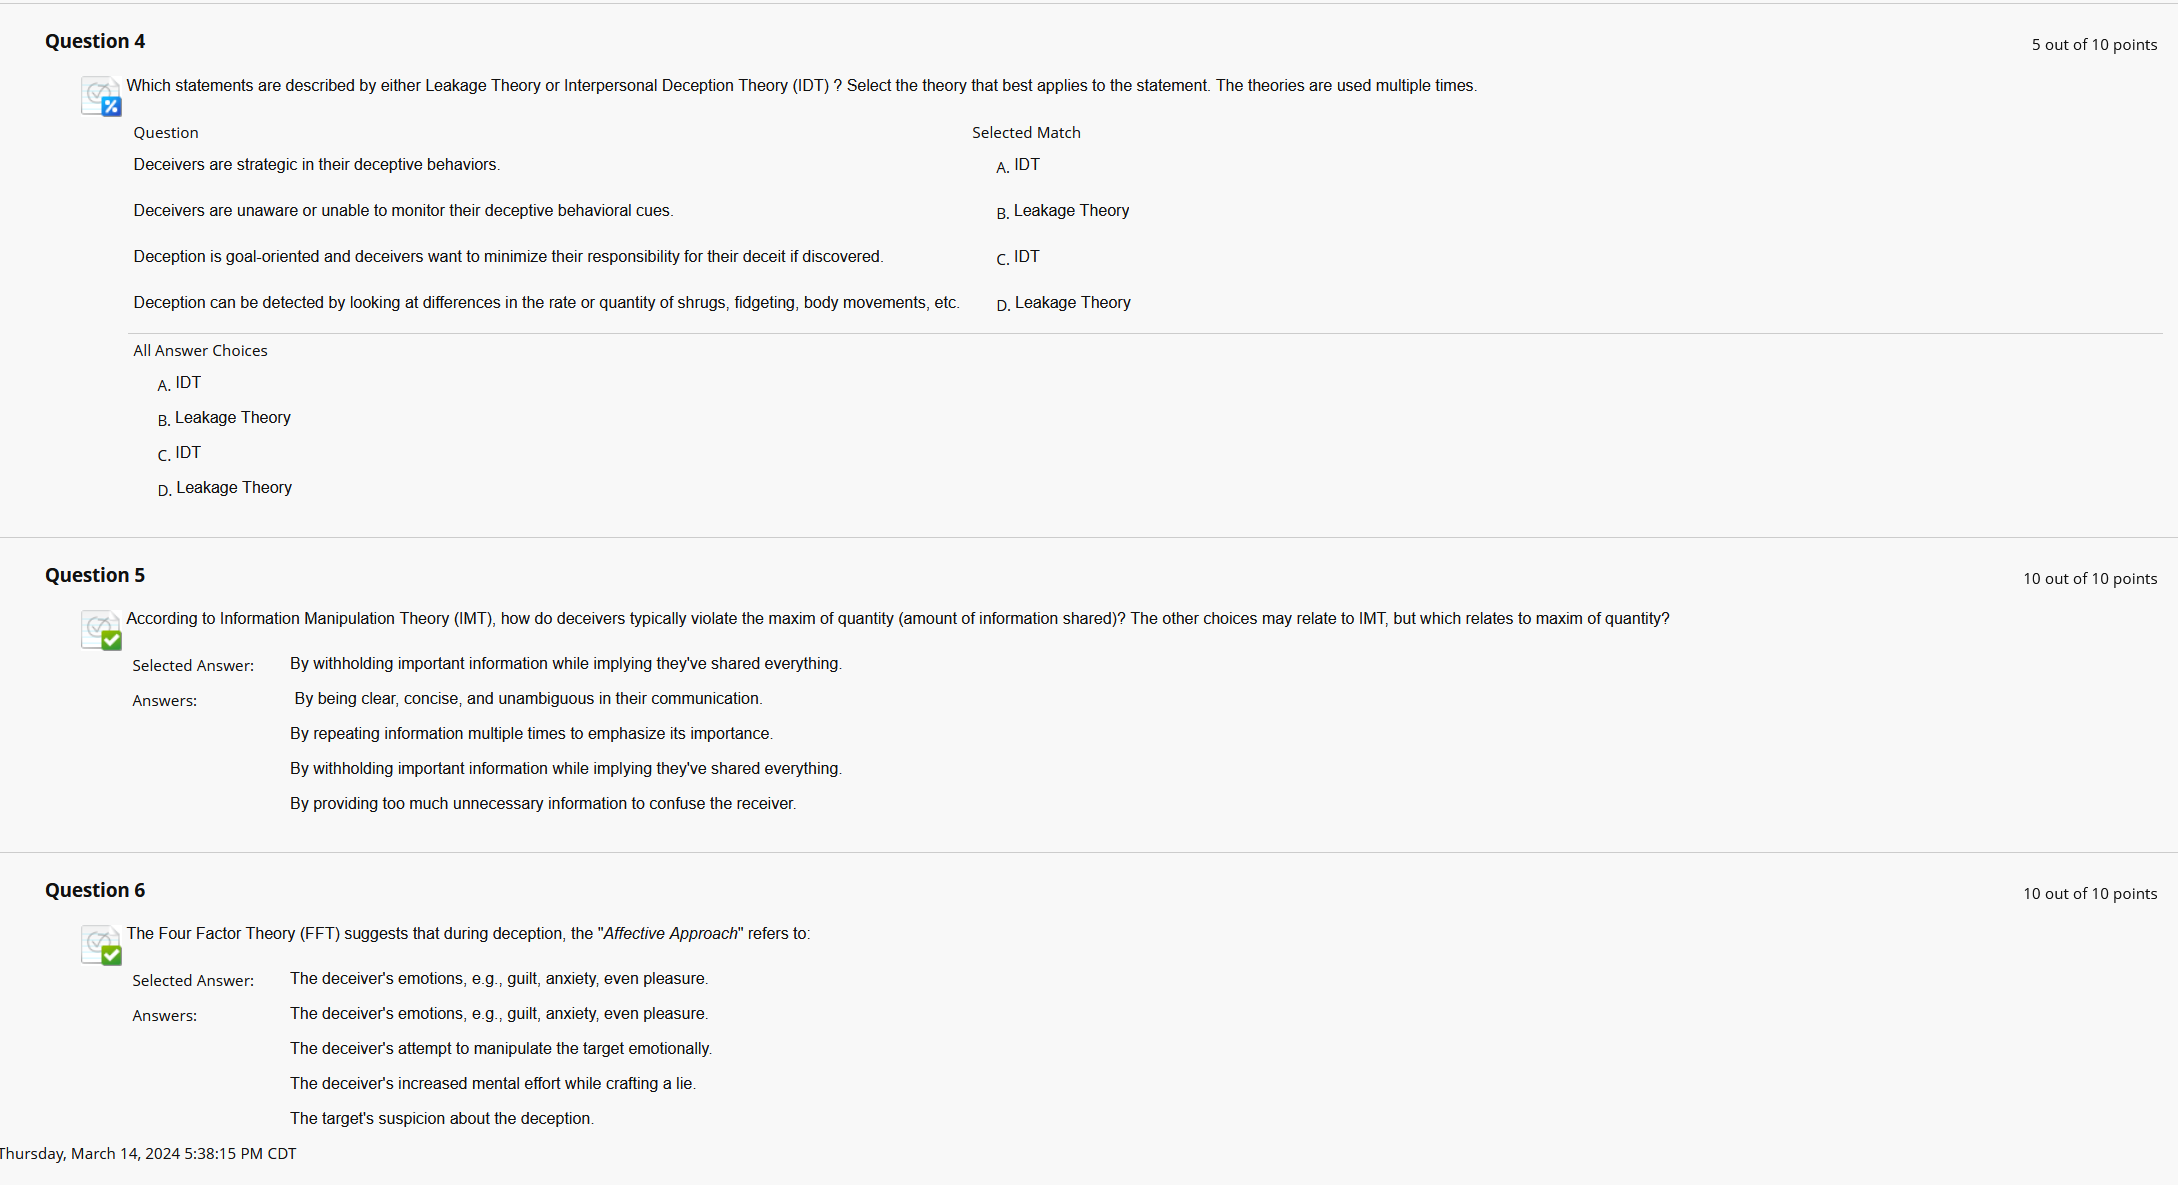 Question 4
5 out of 10 points
Which statements are described by either Leakage Theory or Interpersonal Deception Theory (IDT) ? Select the theory that best applies to the statement. The theories are used multiple times.
Question Selected Match
Deceivers are strategic in their deceptive behaviors. A. IDT
Deceivers are unaware or unable to monitor their deceptive behavioral cues. B. Leakage Theory
Deception is goal-oriented and deceivers want to minimize their responsibility for their deceit if discovered. C. IDT
Deception can be detected by looking at differences in the rate or quantity of shrugs, fidgeting, body movements, etc. D. Leakage Theory
All Answer Choices
A. IDT
B. Leakage Theory
C. IDT
D. Leakage Theory
Question 5
10 out of 10 points
According to Information Manipulation Theory (IMT), how do deceivers typically violate the maxim of quantity (amount of information shared)? The other choices may relate to IMT, but which relates to maxim of quantity?
Selected Answer: By withholding important information while implying they've shared everything.
Answers: By being clear, concise, and unambiguous in their communication.
By repeating information multiple times to emphasize its importance.
By withholding important information while implying they've shared everything.
By providing too much unnecessary information to confuse the receiver.
Question 6
10 out of 10 points
The Four Factor Theory (FFT) suggests that during deception, the "Affective Approach" refers to:
Selected Answer: The deceiver's emotions, e.g., guilt, anxiety, even pleasure.
Answers: The deceiver's emotions, e.g., guilt, anxiety, even pleasure.
The deceiver's attempt to manipulate the target emotionally.
The deceiver's increased mental effort while crafting a lie.
The target's suspicion about the deception.
Thursday, March 14, 2024 5:38:15 PM CDT